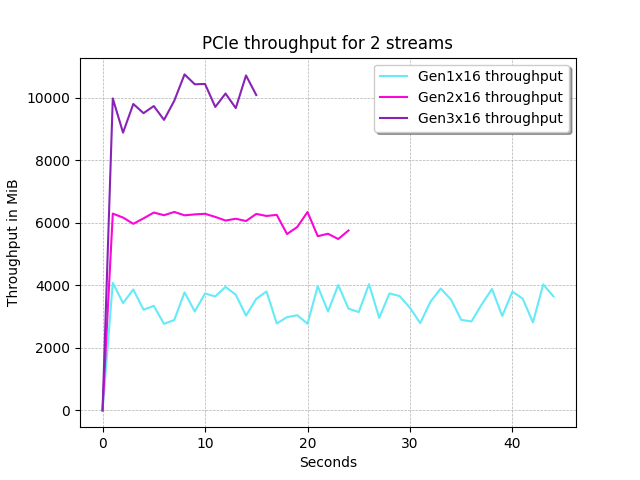 PCIe throughput for 2 streams
Gen1x16 throughput
Gen2x16 throughput
Gen3x16 throughput
Throughput in MiB
10000
8000
6000
4000
2000
0
0 10 20 30 40
Seconds